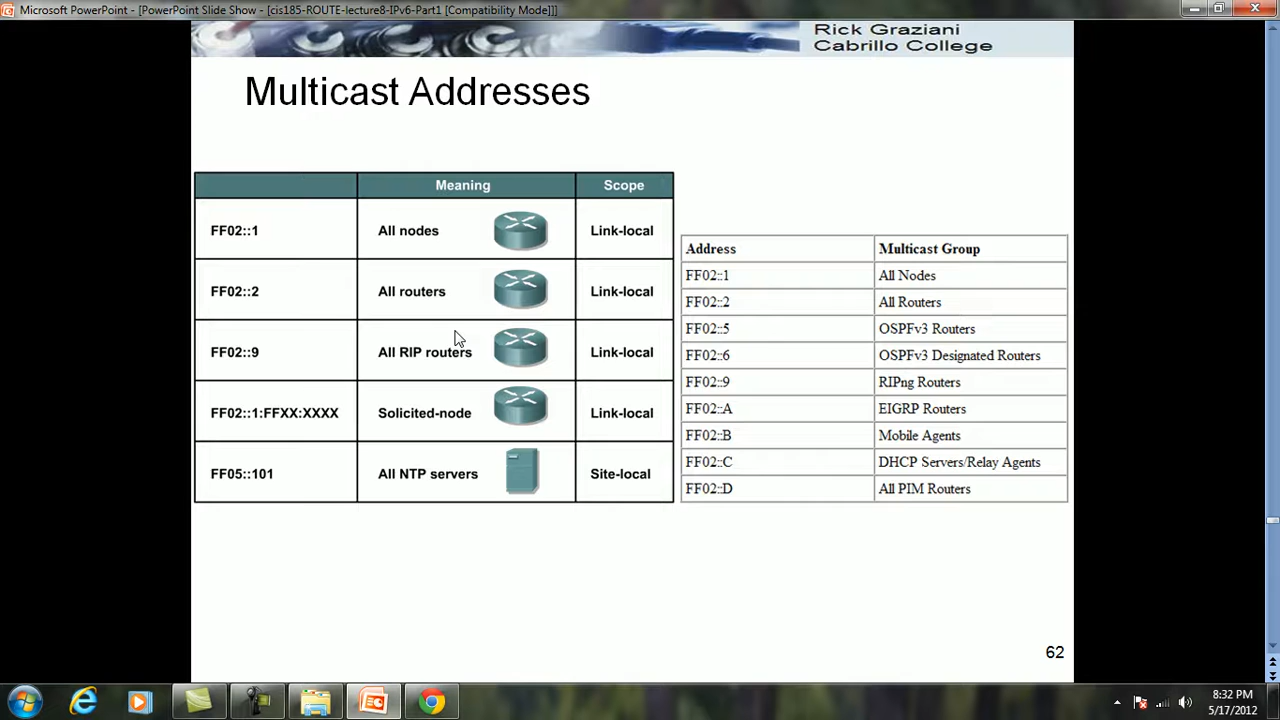 Microsoft PowerPoint - [PowerPoint Slide Show - [cis185-ROUTE-lecture8-IPv6-Part1 [Compatibility Mode]]]
Rick Graziani
Cabrillo College
Multicast Addresses
Meaning Scope
FF02::1 All nodes Link-local
FF02::2 All routers Link-local
FF02::9 All RIP routers Link-local
FF02::1:FFXX:XXXX Solicited-node Link-local
FF05::101 All NTP servers Site-local
Address Multicast Group
FF02::1 All Nodes
FF02::2 All Routers
FF02::5 OSPFv3 Routers
FF02::6 OSPFv3 Designated Routers
FF02::9 RIPng Routers
FF02::A EIGRP Routers
FF02::B Mobile Agents
FF02::C DHCP Servers/Relay Agents
FF02::D All PIM Routers
62
8:32 PM
5/17/2012